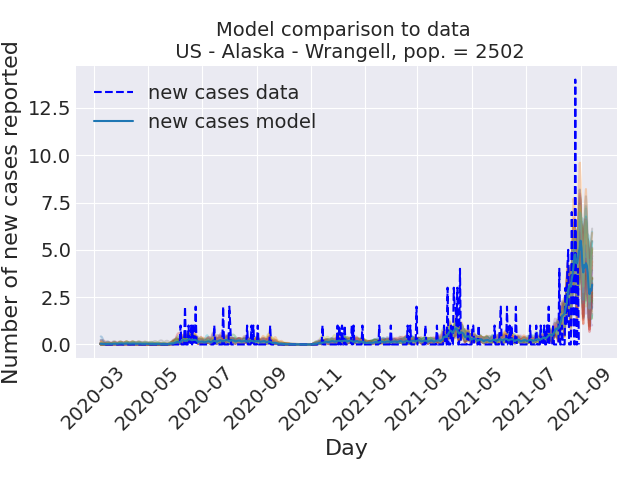 Model comparison to data
US - Alaska - Wrangell, pop. = 2502
new cases data
new cases model
Number of new cases reported
12.5
10.0
7.5
5.0
2.5
0.0
2020-03
2020-05
2020-07
2020-09
2020-11
2021-01
2021-03
2021-05
2021-07
2021-09
Day